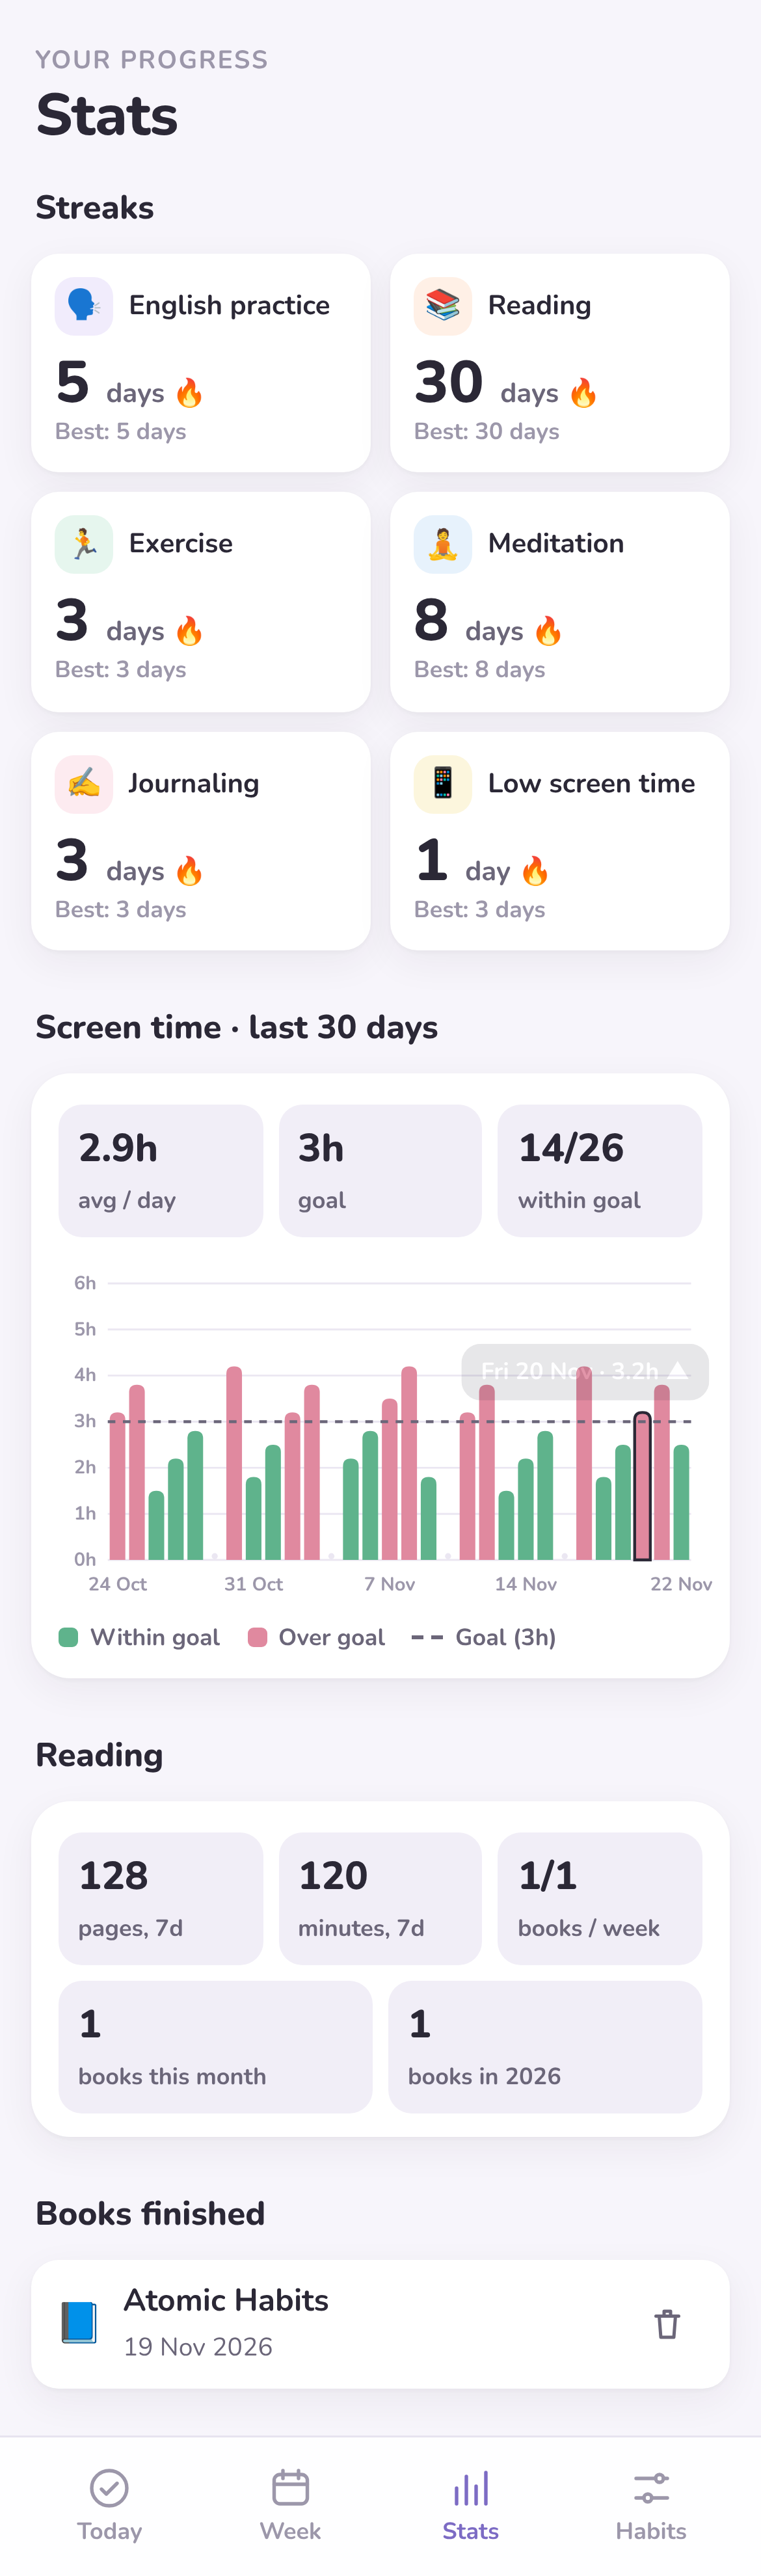 YOUR PROGRESS
Stats
Streaks
English practice
5 days 🔥
Best: 5 days
Reading
30 days 🔥
Best: 30 days
Exercise
3 days 🔥
Best: 3 days
Meditation
8 days 🔥
Best: 8 days
Journaling
3 days 🔥
Best: 3 days
Low screen time
1 day 🔥
Best: 3 days
Screen time · last 30 days
2.9h
avg / day
3h
goal
14/26
within goal
6h
5h
Fri 20 Nov · 3.2h ▲
4h
3h
2h
1h
0h
24 Oct 31 Oct 7 Nov 14 Nov 22 Nov
Within goal Over goal Goal (3h)
Reading
128
pages, 7d
120
minutes, 7d
1/1
books / week
1
books this month
1
books in 2026
Books finished
Atomic Habits
19 Nov 2026
Today Week Stats Habits